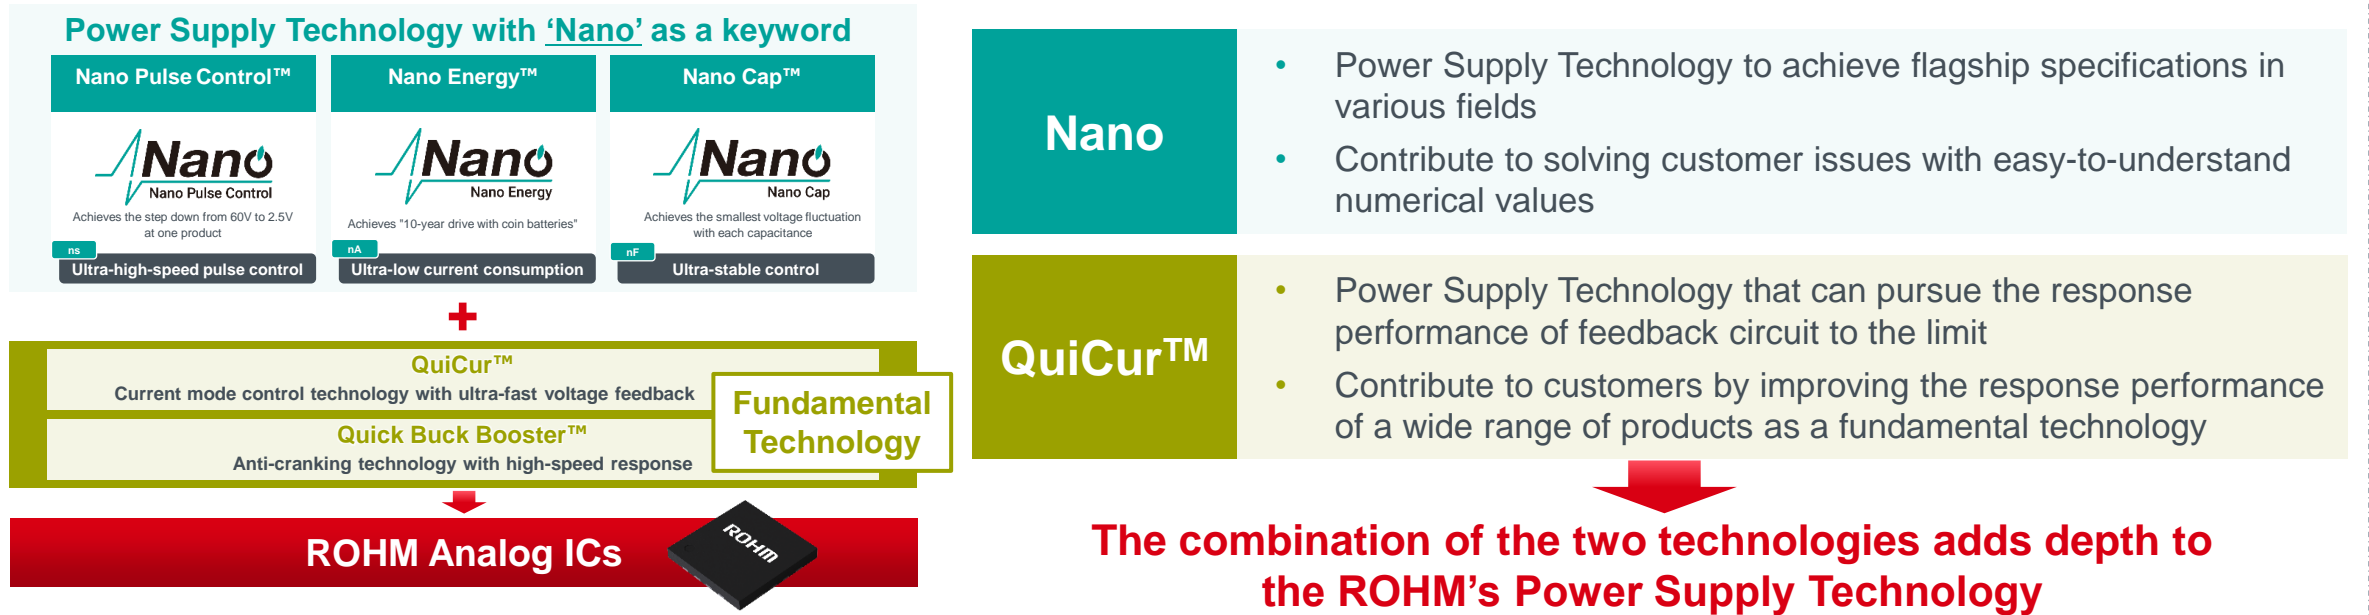 Power Supply Technology with ‘Nano’ as a keyword
Nano Pulse Control™
Nano
Nano Pulse Control
Achieves the step down from 60V to 2.5V
at one product
ns
Ultra-high-speed pulse control
Nano Energy™
Nano
Nano Energy
Achieves "10-year drive with coin batteries"
nA
Ultra-low current consumption
Nano Cap™
Nano
Nano Cap
Achieves the smallest voltage fluctuation
with each capacitance
nF
Ultra-stable control
+
QuiCur™
Current mode control technology with ultra-fast voltage feedback
Quick Buck Booster™
Anti-cranking technology with high-speed response
Fundamental
Technology
ROHM Analog ICs
ROHM
Nano
• Power Supply Technology to achieve flagship specifications in
various fields
• Contribute to solving customer issues with easy-to-understand
numerical values
QuiCur™
• Power Supply Technology that can pursue the response
performance of feedback circuit to the limit
• Contribute to customers by improving the response performance
of a wide range of products as a fundamental technology
The combination of the two technologies adds depth to
the ROHM’s Power Supply Technology